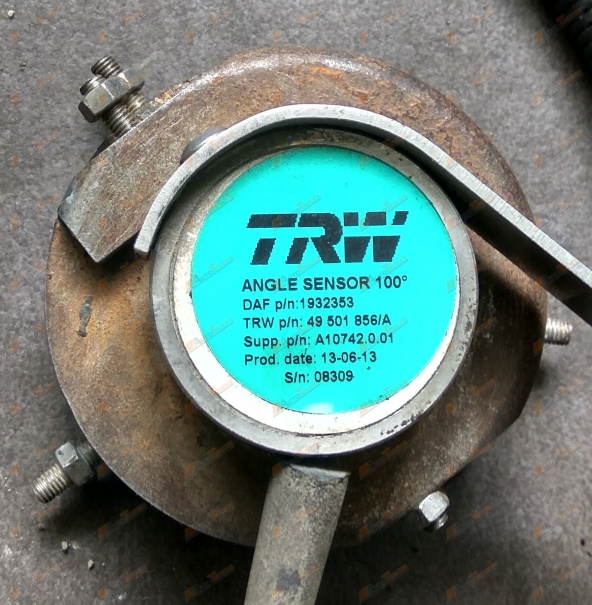 TRW
ANGLE SENSOR 100°
DAF p/n:1932353
TRW p/n: 49 501 856/A
Supp. p/n: A10742.0.01
Prod. date: 13-06-13
S/n: 08309